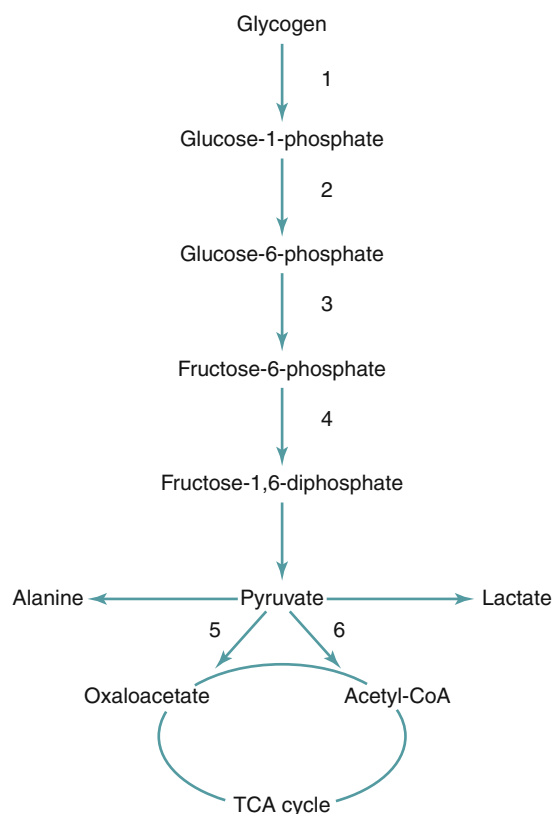 Glycogen
1
Glucose-1-phosphate
2
Glucose-6-phosphate
3
Fructose-6-phosphate
4
Fructose-1,6-diphosphate
Alanine Pyruvate Lactate
5 6
Oxaloacetate Acetyl-CoA
TCA cycle